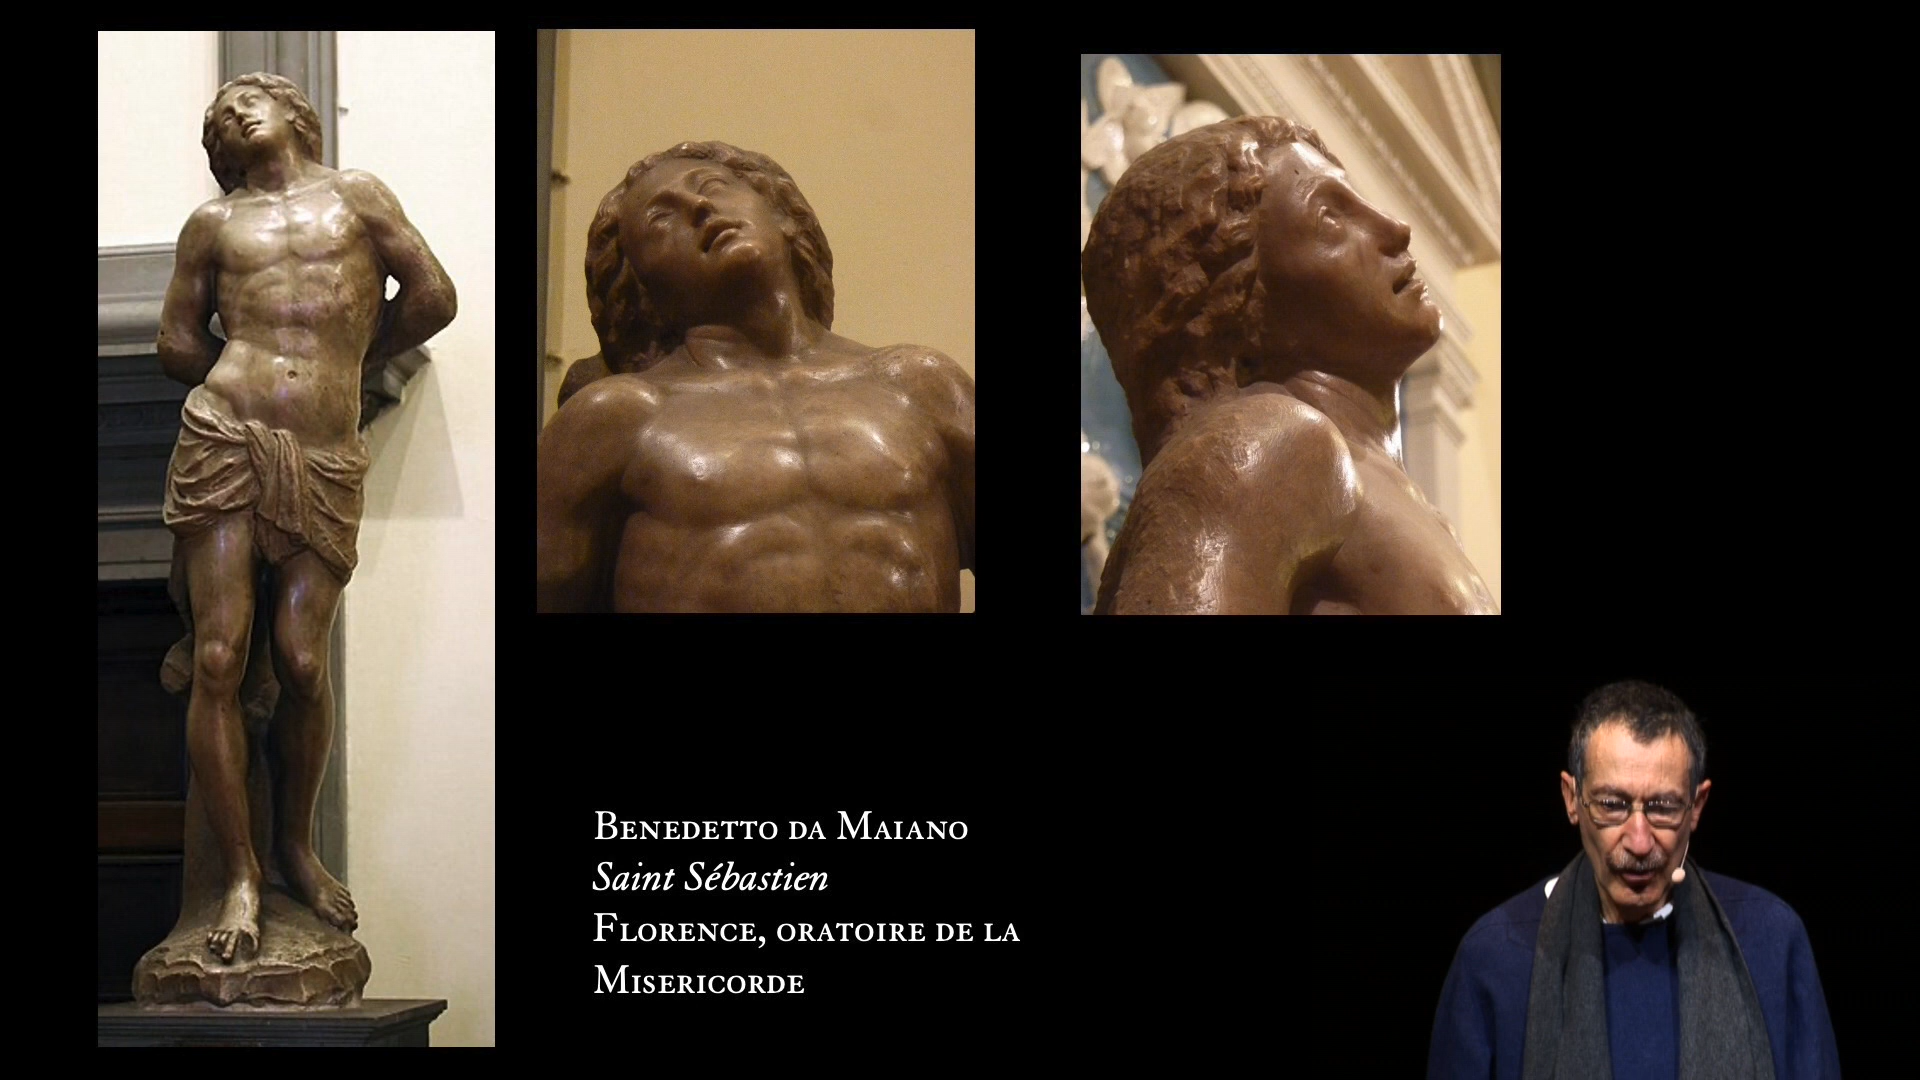 Benedetto da Maiano
Saint Sébastien
Florence, oratoire de la
Misericorde